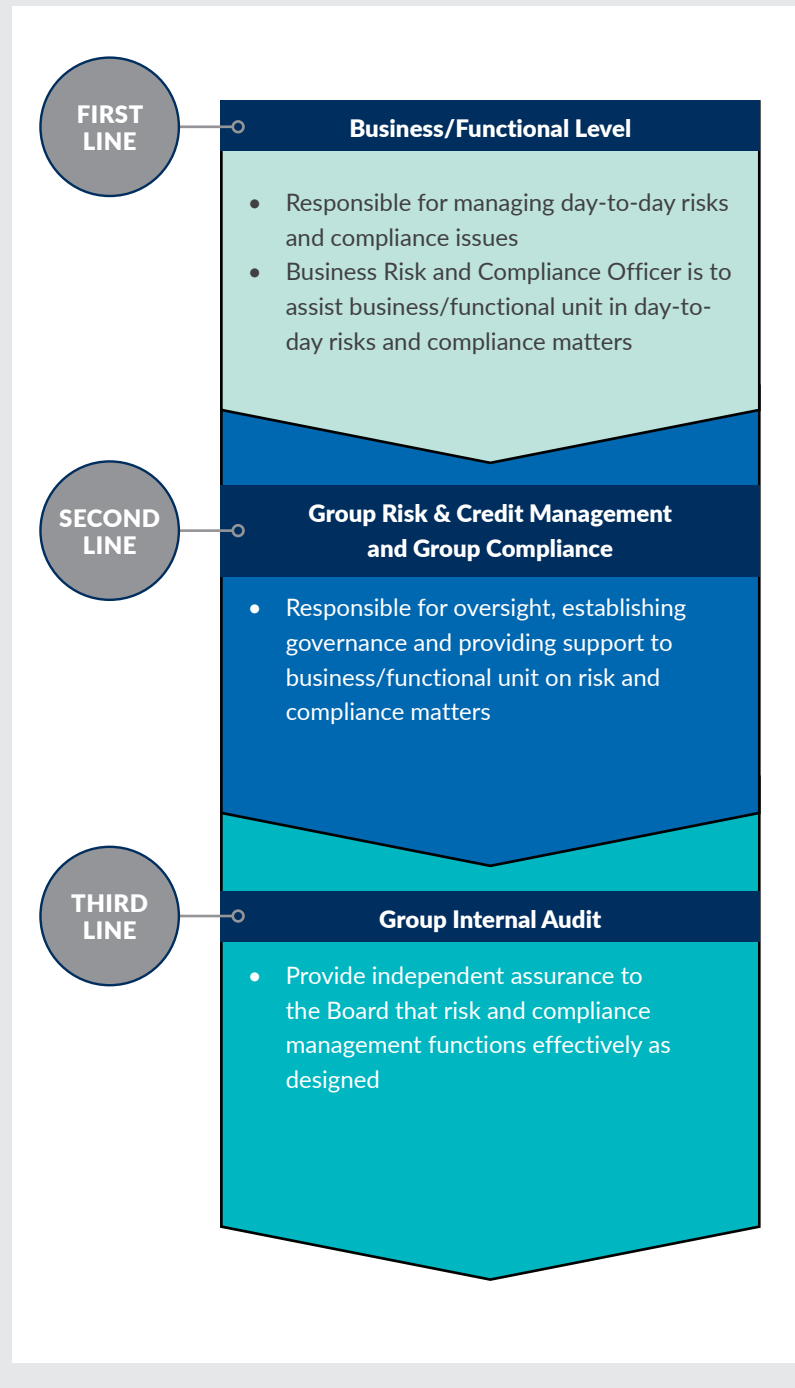 FIRST
LINE
Business/Functional Level
• Responsible for managing day-to-day risks
and compliance issues
• Business Risk and Compliance Officer is to
assist business/functional unit in day-to-
day risks and compliance matters
SECOND
LINE
Group Risk & Credit Management
and Group Compliance
• Responsible for oversight, establishing
governance and providing support to
business/functional unit on risk and
compliance matters
THIRD
LINE
Group Internal Audit
• Provide independent assurance to
the Board that risk and compliance
management functions effectively as
designed